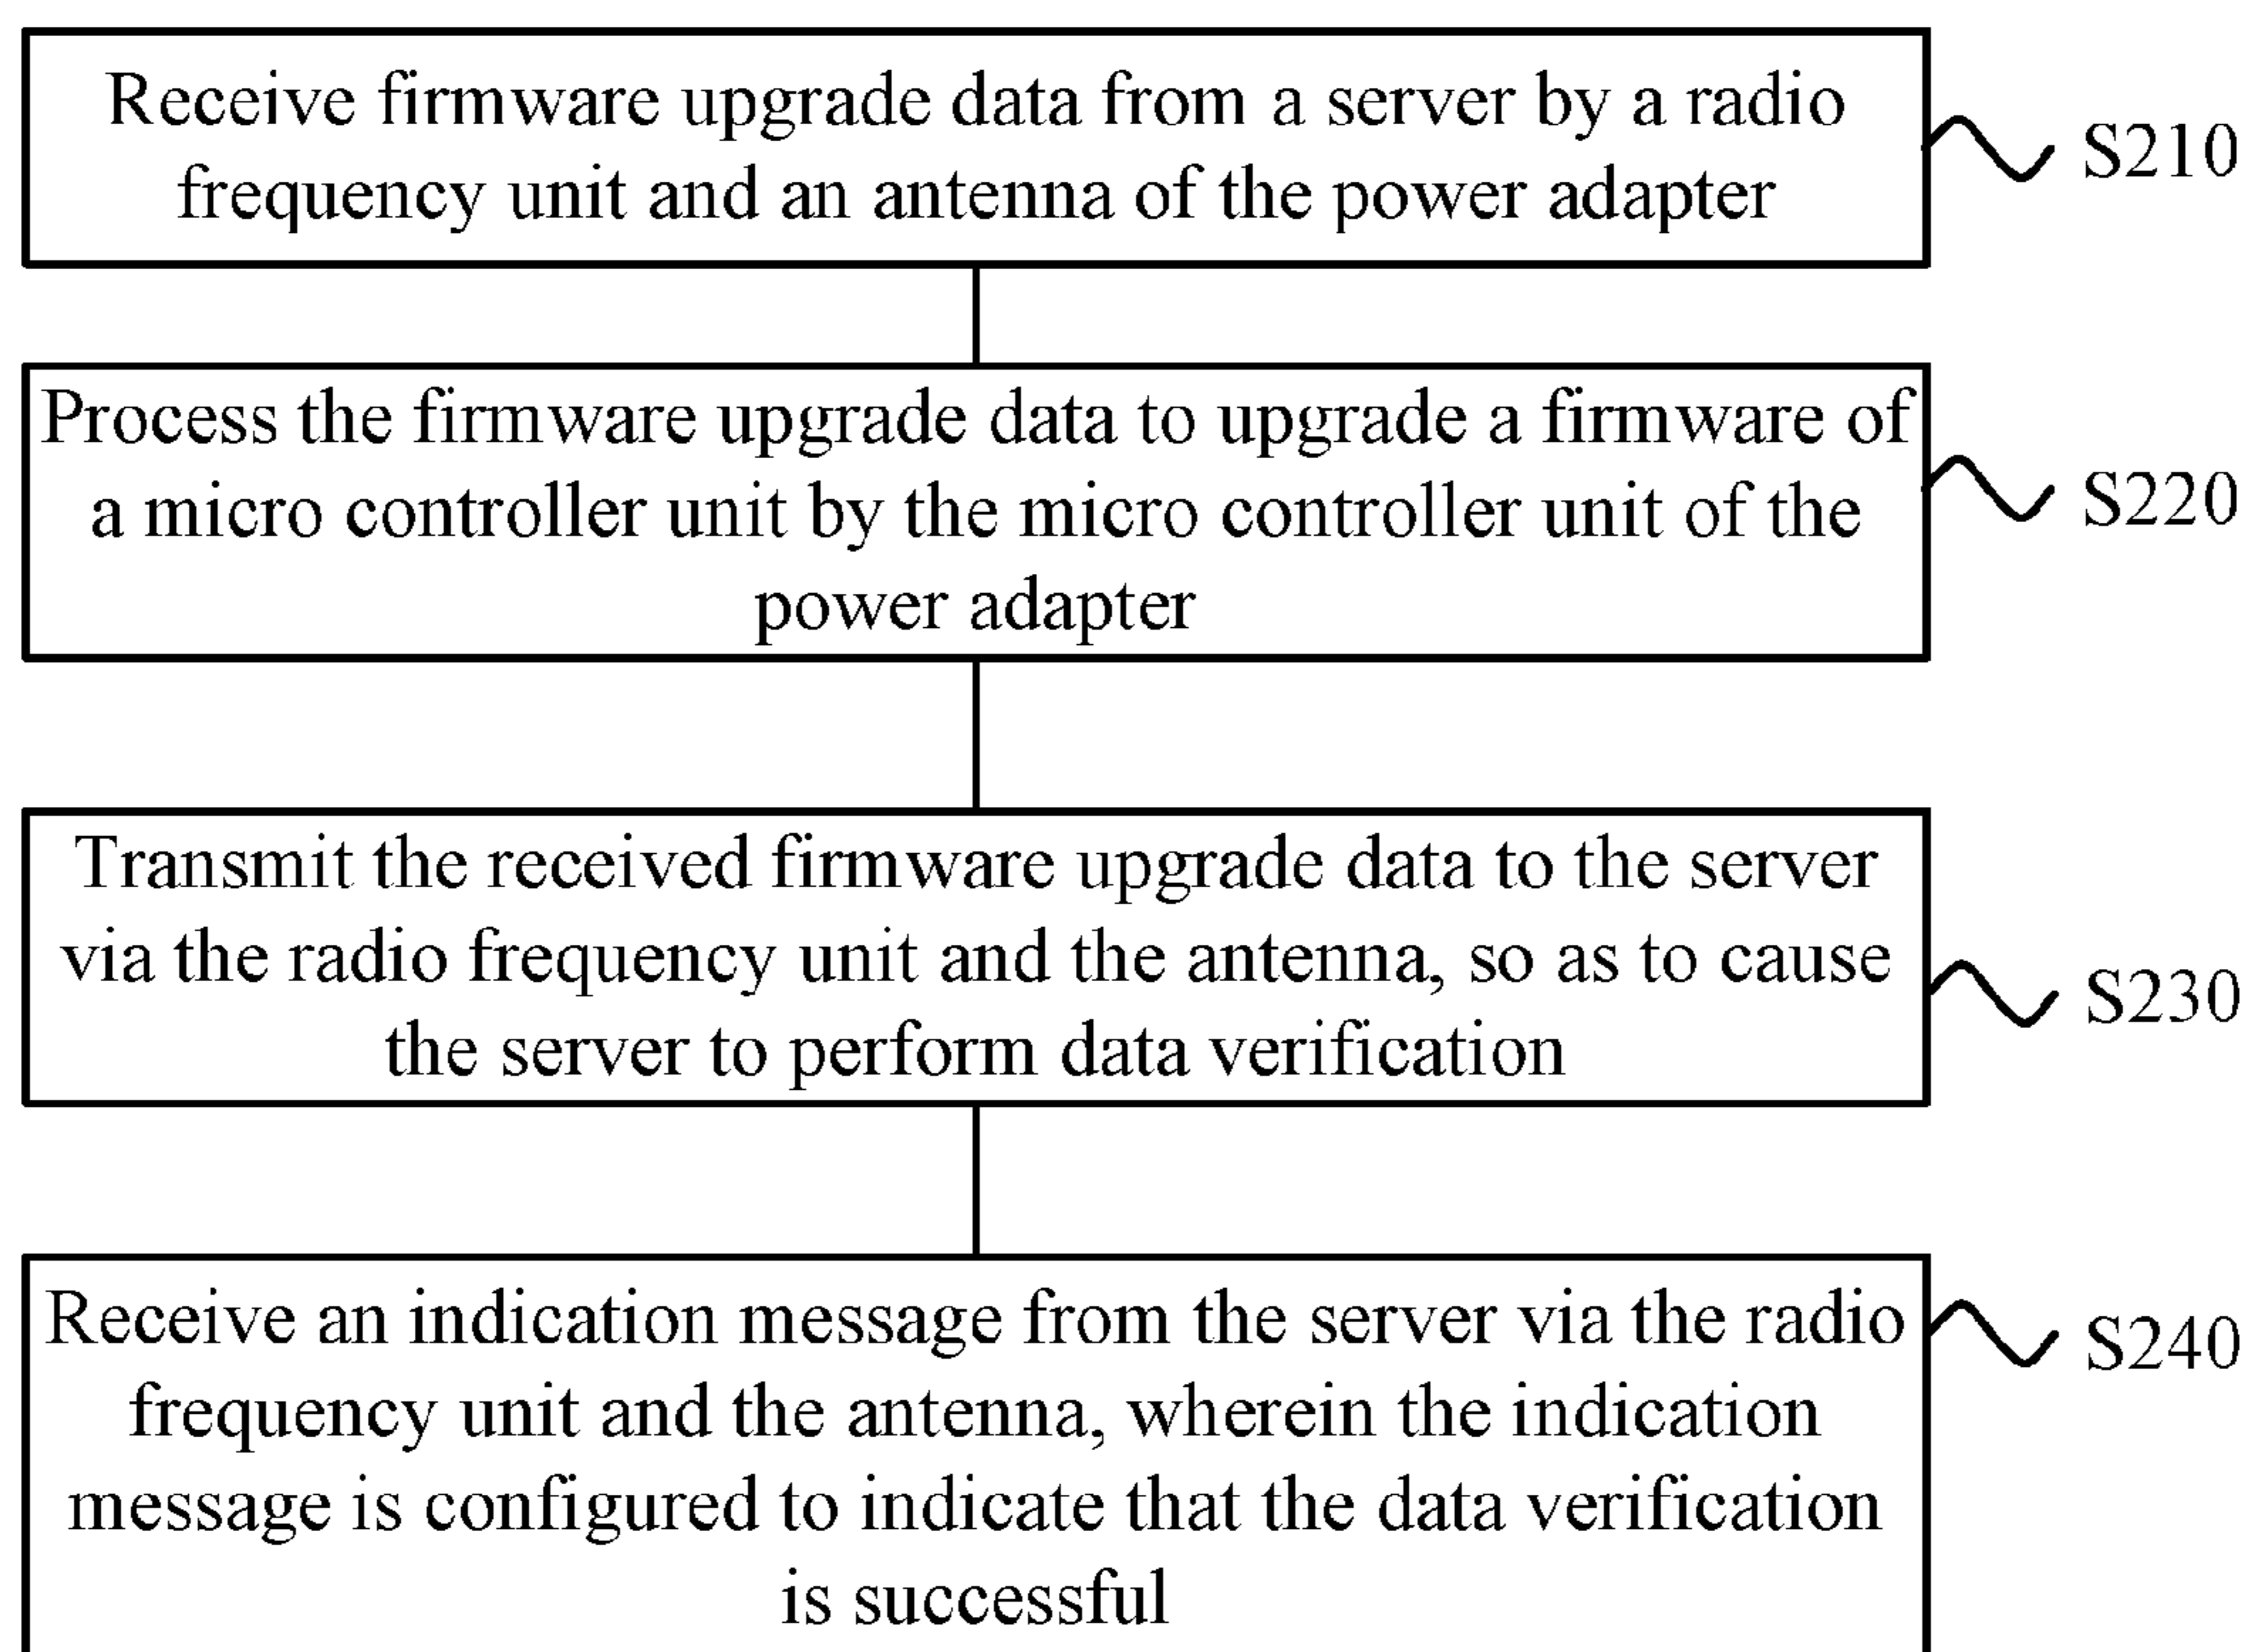 Receive firmware upgrade data from a server by a radio
frequency unit and an antenna of the power adapter
S210
Process the firmware upgrade data to upgrade a firmware of
a micro controller unit by the micro controller unit of the
power adapter
S220
Transmit the received firmware upgrade data to the server
via the radio frequency unit and the antenna, so as to cause
the server to perform data verification
S230
Receive an indication message from the server via the radio
frequency unit and the antenna, wherein the indication
message is configured to indicate that the data verification
is successful
S240